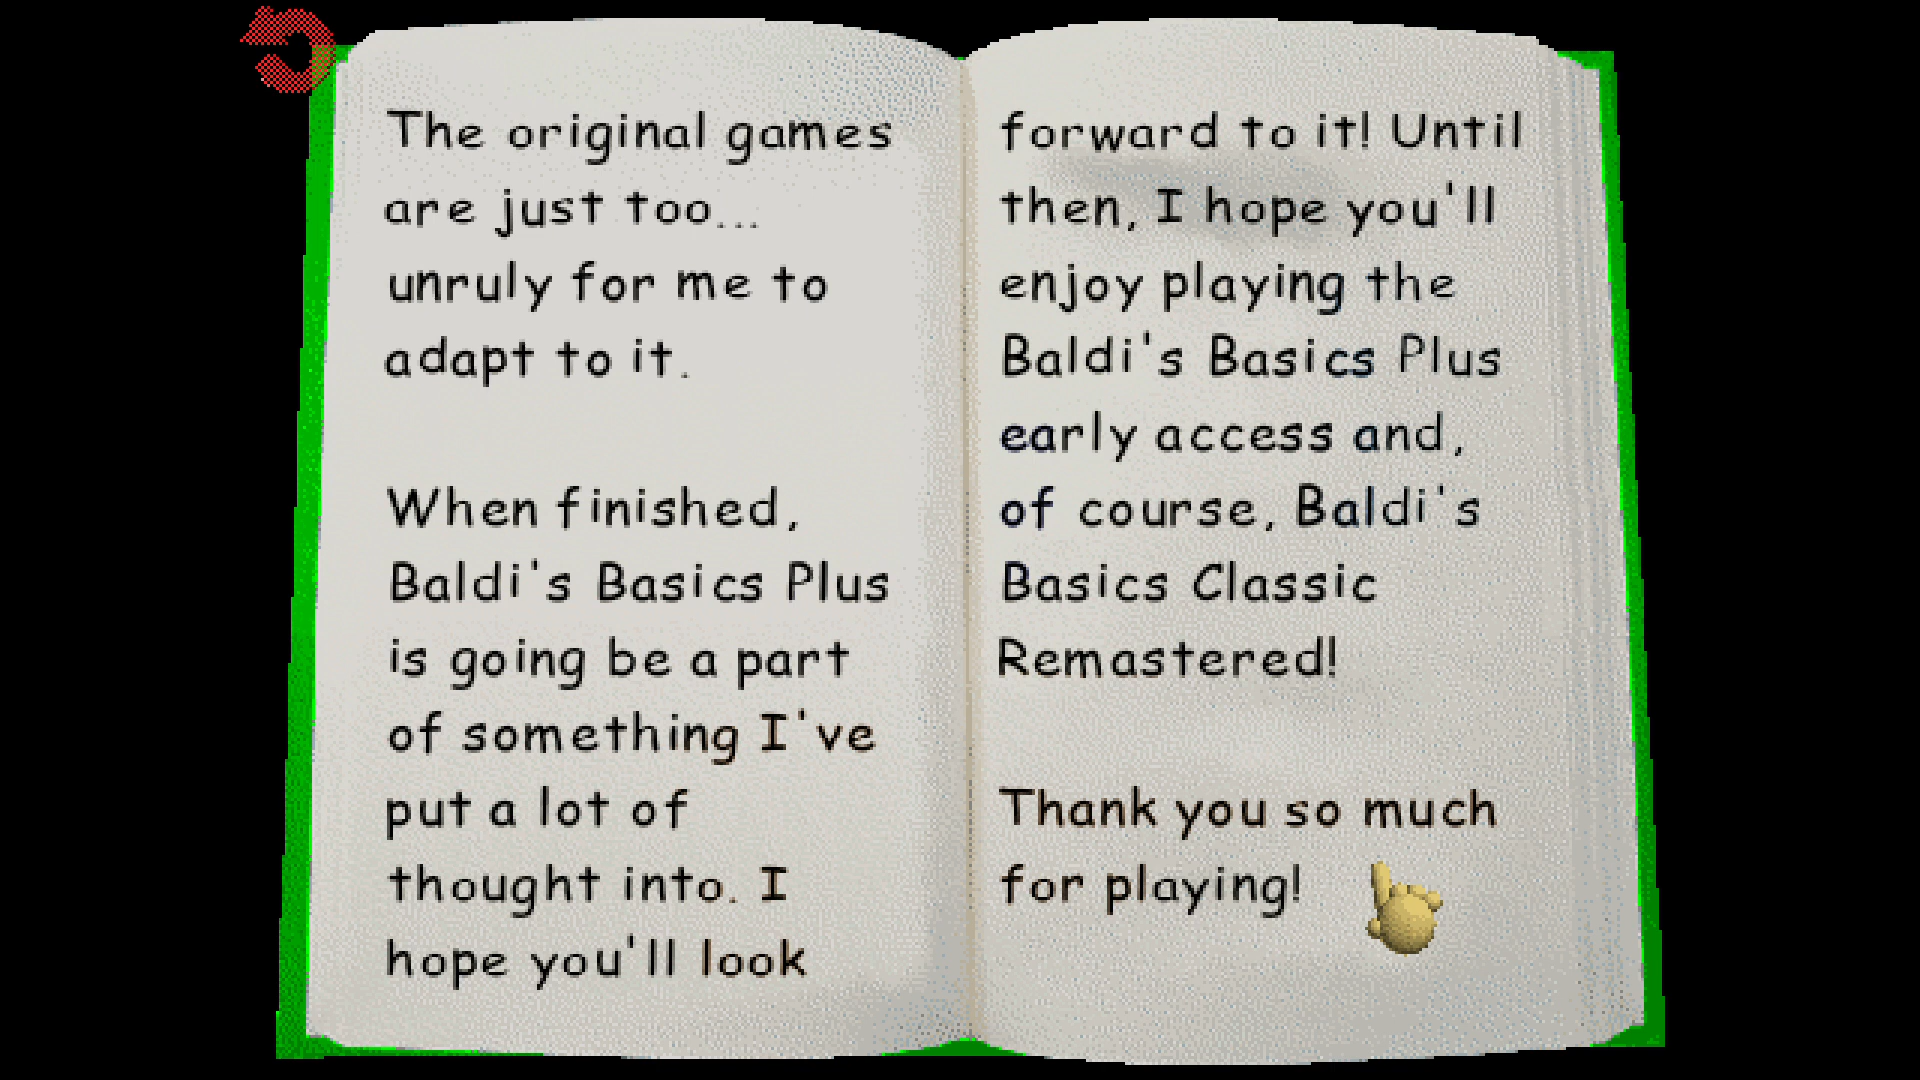 The original games
are just too...
unruly for me to
adapt to it.
When finished,
Baldi's Basics Plus
is going be a part
of something I've
put a lot of
thought into. I
hope you'll look
forward to it! Until
then, I hope you'll
enjoy playing the
Baldi's Basics Plus
early access and,
of course, Baldi's
Basics Classic
Remastered!
Thank you so much
for playing!